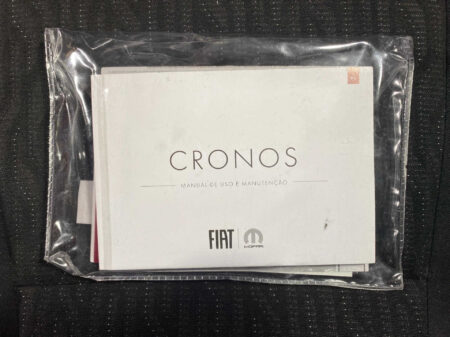 CRONOS
MANUAL DE USO E MANUTENÇÃO
FIAT
MOPAR